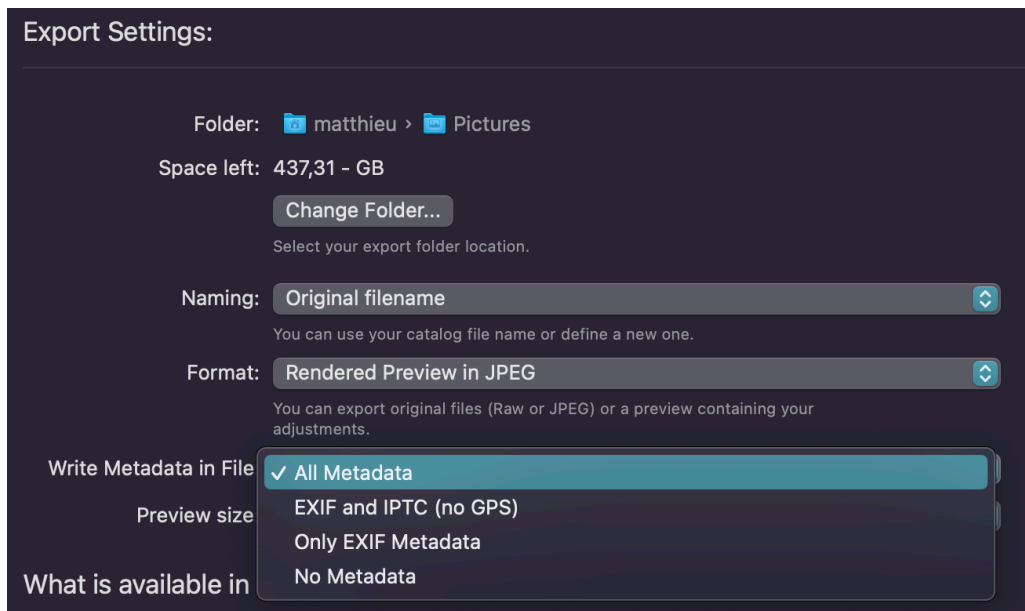 Export Settings:
Folder: matthieu › Pictures
Space left: 437,31 - GB
Change Folder...
Select your export folder location.
Naming: Original filename
You can use your catalog file name or define a new one.
Format: Rendered Preview in JPEG
You can export original files (Raw or JPEG) or a preview containing your
adjustments.
Write Metadata in File ✓ All Metadata
EXIF and IPTC (no GPS)
Preview size
Only EXIF Metadata
No Metadata
What is available in